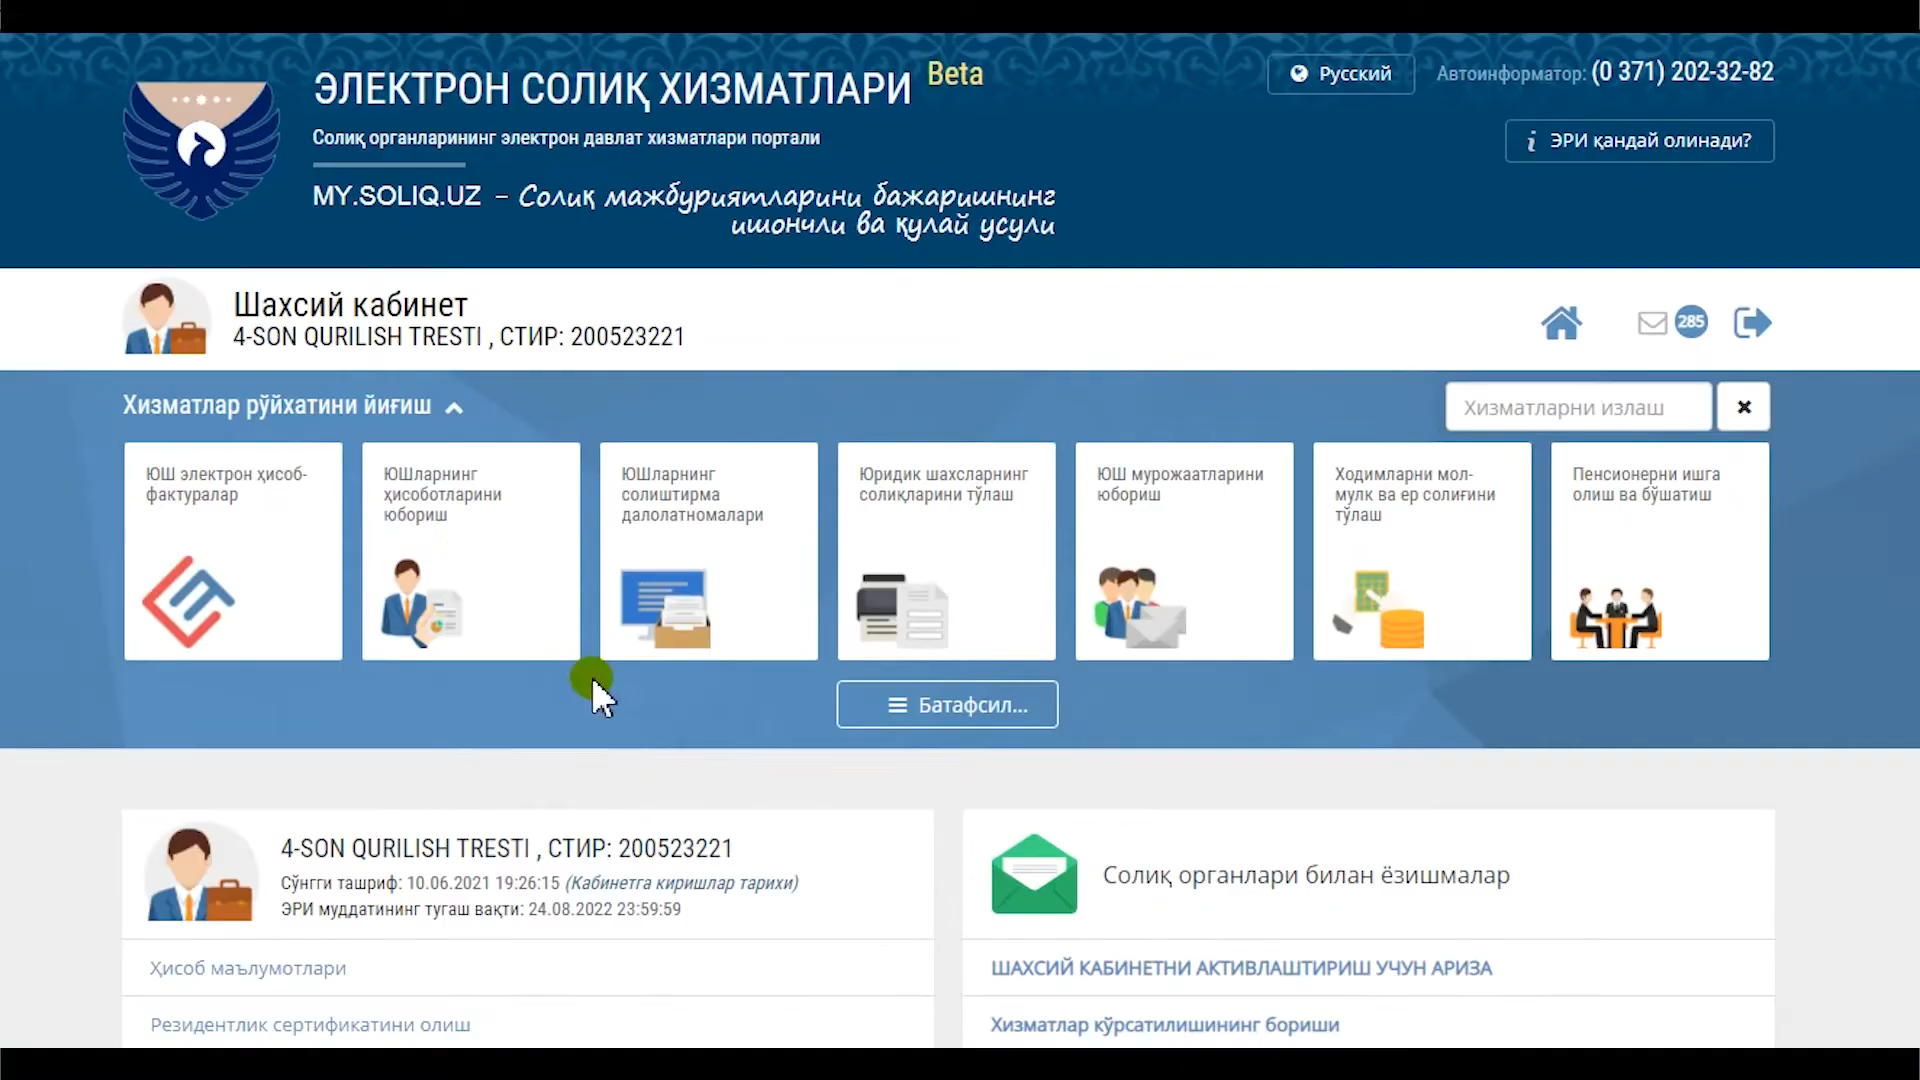 ЭЛЕКТРОН СОЛИҚ ХИЗМАТЛАРИ Beta
Солиқ органларининг электрон давлат хизматлари портали
MY.SOLIQ.UZ – Солиқ мажбуриятларини бажаришнинг
ишончли ва қулай усули
Русский
Автоинформатор: (0 371) 202-32-82
ЭРИ қандай олинади?
Шахсий кабинет
4-SON QURILISH TRESTI , СТИР: 200523221
285
Хизматлар рўйхатини йиғиш
Хизматларни излаш
ЮШ электрон ҳисоб-
фактуралар
ЮШларнинг
ҳисоботларини
юбориш
ЮШларнинг
солиштирма
далолатномалари
Юридик шахсларнинг
солиқларини тўлаш
ЮШ мурожаатларини
юбориш
Ходимларни мол-
мулк ва ер солиғини
тўлаш
Пенсионерни ишга
олиш ва бўшатиш
Батафсил...
4-SON QURILISH TRESTI , СТИР: 200523221
Сўнгги ташриф: 10.06.2021 19:26:15 (Кабинетга киришлар тарихи)
ЭРИ муддатининг тугаш вақти: 24.08.2022 23:59:59
Ҳисоб маълумотлари
Резидентлик сертификатини олиш
Солиқ органлари билан ёзишмалар
ШАХСИЙ КАБИНЕТНИ АКТИВЛАШТИРИШ УЧУН АРИЗА
Хизматлар кўрсатилишининг бориши